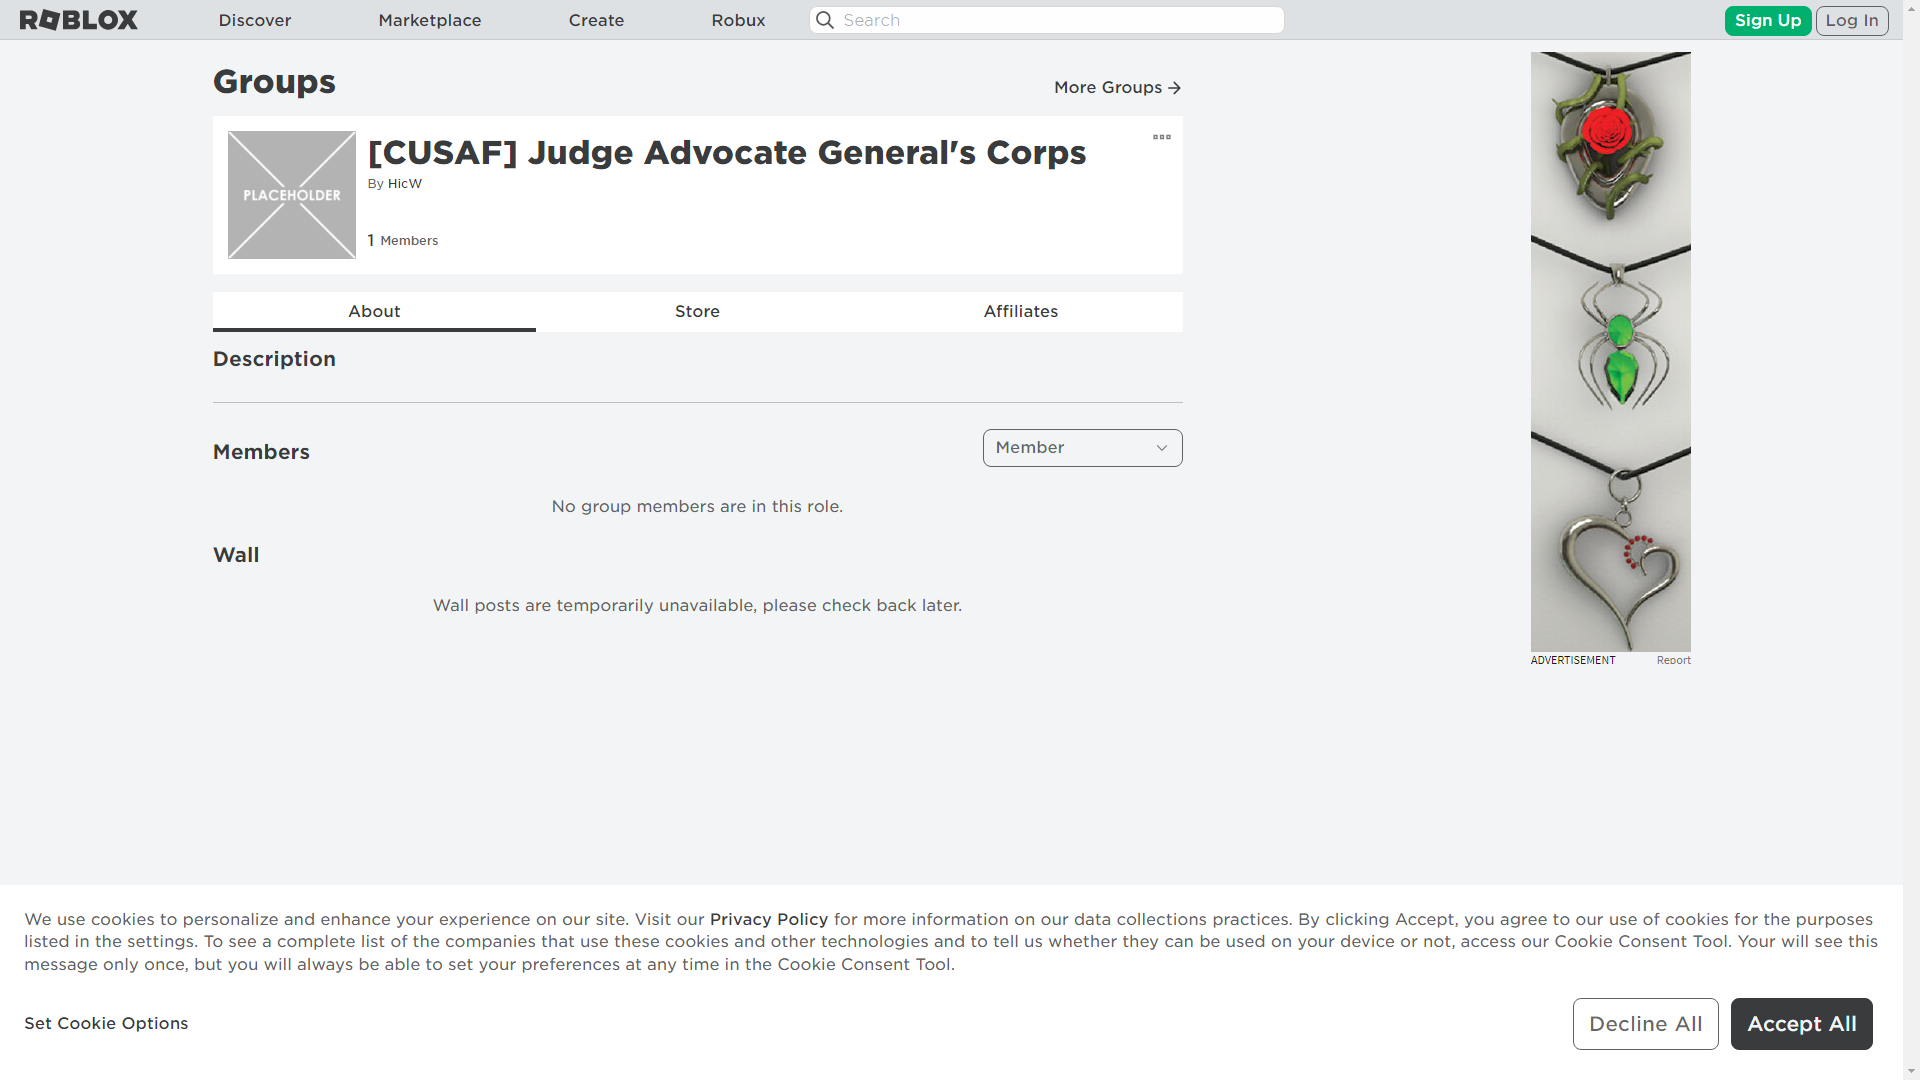 ROBLOX
Discover
Marketplace
Create
Robux
Search
Sign Up
Log In
Groups
More Groups
PLACEHOLDER
[CUSAF] Judge Advocate General's Corps
By HicW
1 Members
About
Store
Affiliates
Description
Members
Member
No group members are in this role.
Wall
Wall posts are temporarily unavailable, please check back later.
ADVERTISEMENT
Report
We use cookies to personalize and enhance your experience on our site. Visit our Privacy Policy for more information on our data collections practices. By clicking Accept, you agree to our use of cookies for the purposes
listed in the settings. To see a complete list of the companies that use these cookies and other technologies and to tell us whether they can be used on your device or not, access our Cookie Consent Tool. Your will see this
message only once, but you will always be able to set your preferences at any time in the Cookie Consent Tool.
Set Cookie Options
Decline All
Accept All